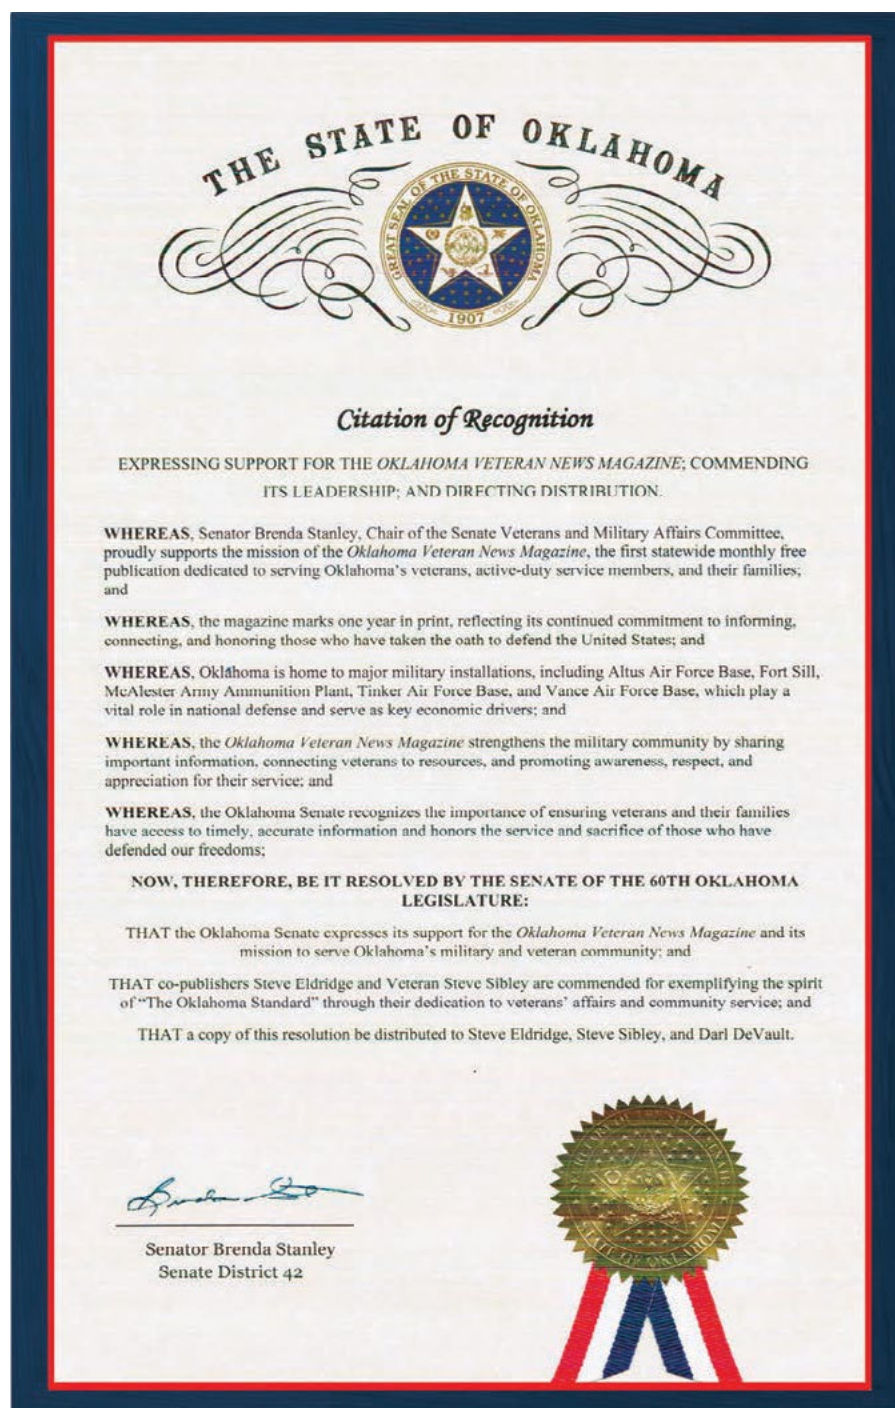 THE STATE OF OKLAHOMA
GREAT SEAL OF THE STATE OF OKLAHOMA
1907
Citation of Recognition
EXPRESSING SUPPORT FOR THE OKLAHOMA VETERAN NEWS MAGAZINE; COMMENDING
ITS LEADERSHIP; AND DIRECTING DISTRIBUTION.
WHEREAS, Senator Brenda Stanley, Chair of the Senate Veterans and Military Affairs Committee,
proudly supports the mission of the Oklahoma Veteran News Magazine, the first statewide monthly free
publication dedicated to serving Oklahoma's veterans, active-duty service members, and their families;
and
WHEREAS, the magazine marks one year in print, reflecting its continued commitment to informing,
connecting, and honoring those who have taken the oath to defend the United States; and
WHEREAS, Oklahoma is home to major military installations, including Altus Air Force Base, Fort Sill,
McAlester Army Ammunition Plant, Tinker Air Force Base, and Vance Air Force Base, which play a
vital role in national defense and serve as key economic drivers; and
WHEREAS, the Oklahoma Veteran News Magazine strengthens the military community by sharing
important information, connecting veterans to resources, and promoting awareness, respect, and
appreciation for their service; and
WHEREAS, the Oklahoma Senate recognizes the importance of ensuring veterans and their families
have access to timely, accurate information and honors the service and sacrifice of those who have
defended our freedoms;
NOW, THEREFORE, BE IT RESOLVED BY THE SENATE OF THE 60TH OKLAHOMA
LEGISLATURE:
THAT the Oklahoma Senate expresses its support for the Oklahoma Veteran News Magazine and its
mission to serve Oklahoma's military and veteran community; and
THAT co-publishers Steve Eldridge and Veteran Steve Sibley are commended for exemplifying the spirit
of "The Oklahoma Standard" through their dedication to veterans' affairs and community service; and
THAT a copy of this resolution be distributed to Steve Eldridge, Steve Sibley, and Darl DeVault.
Senator Brenda Stanley
Senate District 42
STATE OF OKLAHOMA